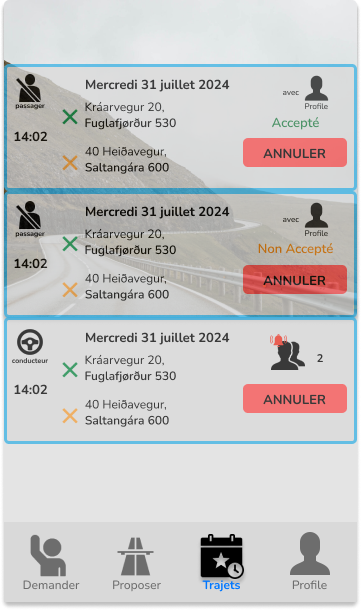 Mercredi 31 juillet 2024
passager
avec
Profile
Kráarvegur 20,
Fuglafjørður 530
Accepté
14:02
40 Heiðavegur,
Saltangára 600
ANNULER
Mercredi 31 juillet 2024
passager
avec
Profile
Kráarvegur 20,
Fuglafjørður 530
Non Accepté
14:02
40 Heiðavegur,
Saltangára 600
ANNULER
Mercredi 31 juillet 2024
conducteur
Kráarvegur 20,
Fuglafjørður 530
2
14:02
40 Heiðavegur,
Saltangára 600
ANNULER
Demander Proposer Trajets Profile